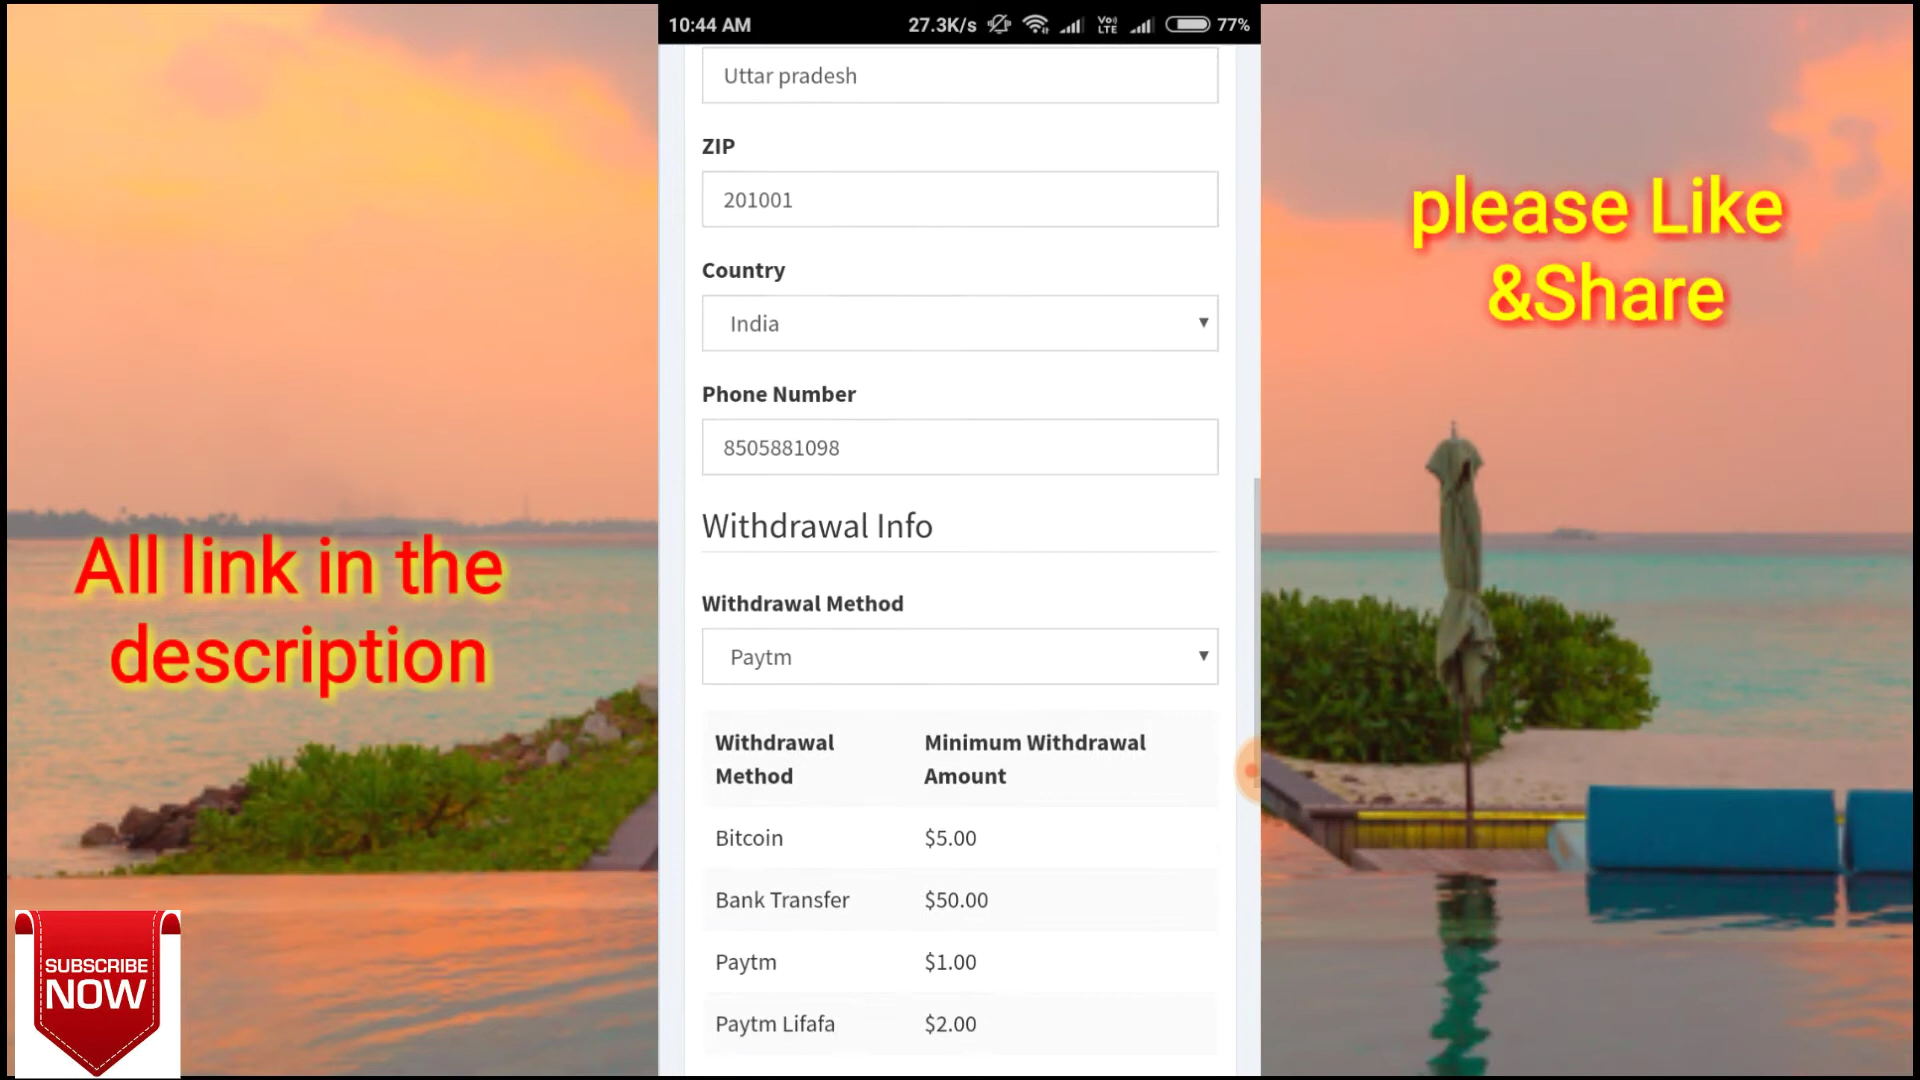 10:44 AM 27.3K/s Vo) LTE 77%
Uttar pradesh
ZIP
201001
Country
India
Phone Number
8505881098
Withdrawal Info
Withdrawal Method
Paytm
Withdrawal Method Minimum Withdrawal Amount
Bitcoin $5.00
Bank Transfer $50.00
Paytm $1.00
Paytm Lifafa $2.00
All link in the
description
SUBSCRIBE
NOW
please Like
&Share